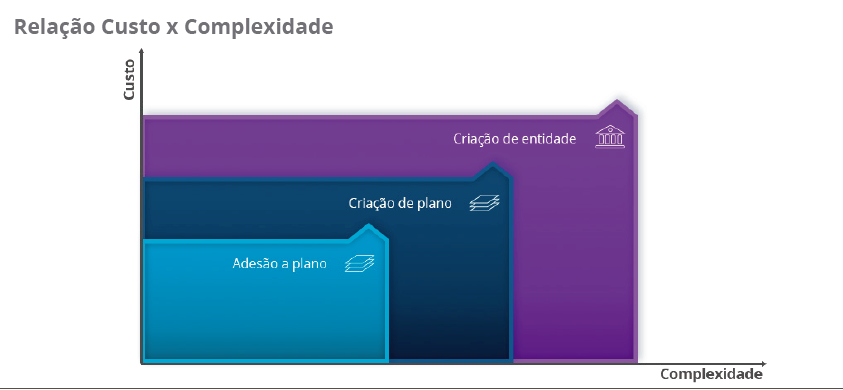 Relação Custo x Complexidade
Custo
Criação de entidade
Criação de plano
Adesão a plano
Complexidade